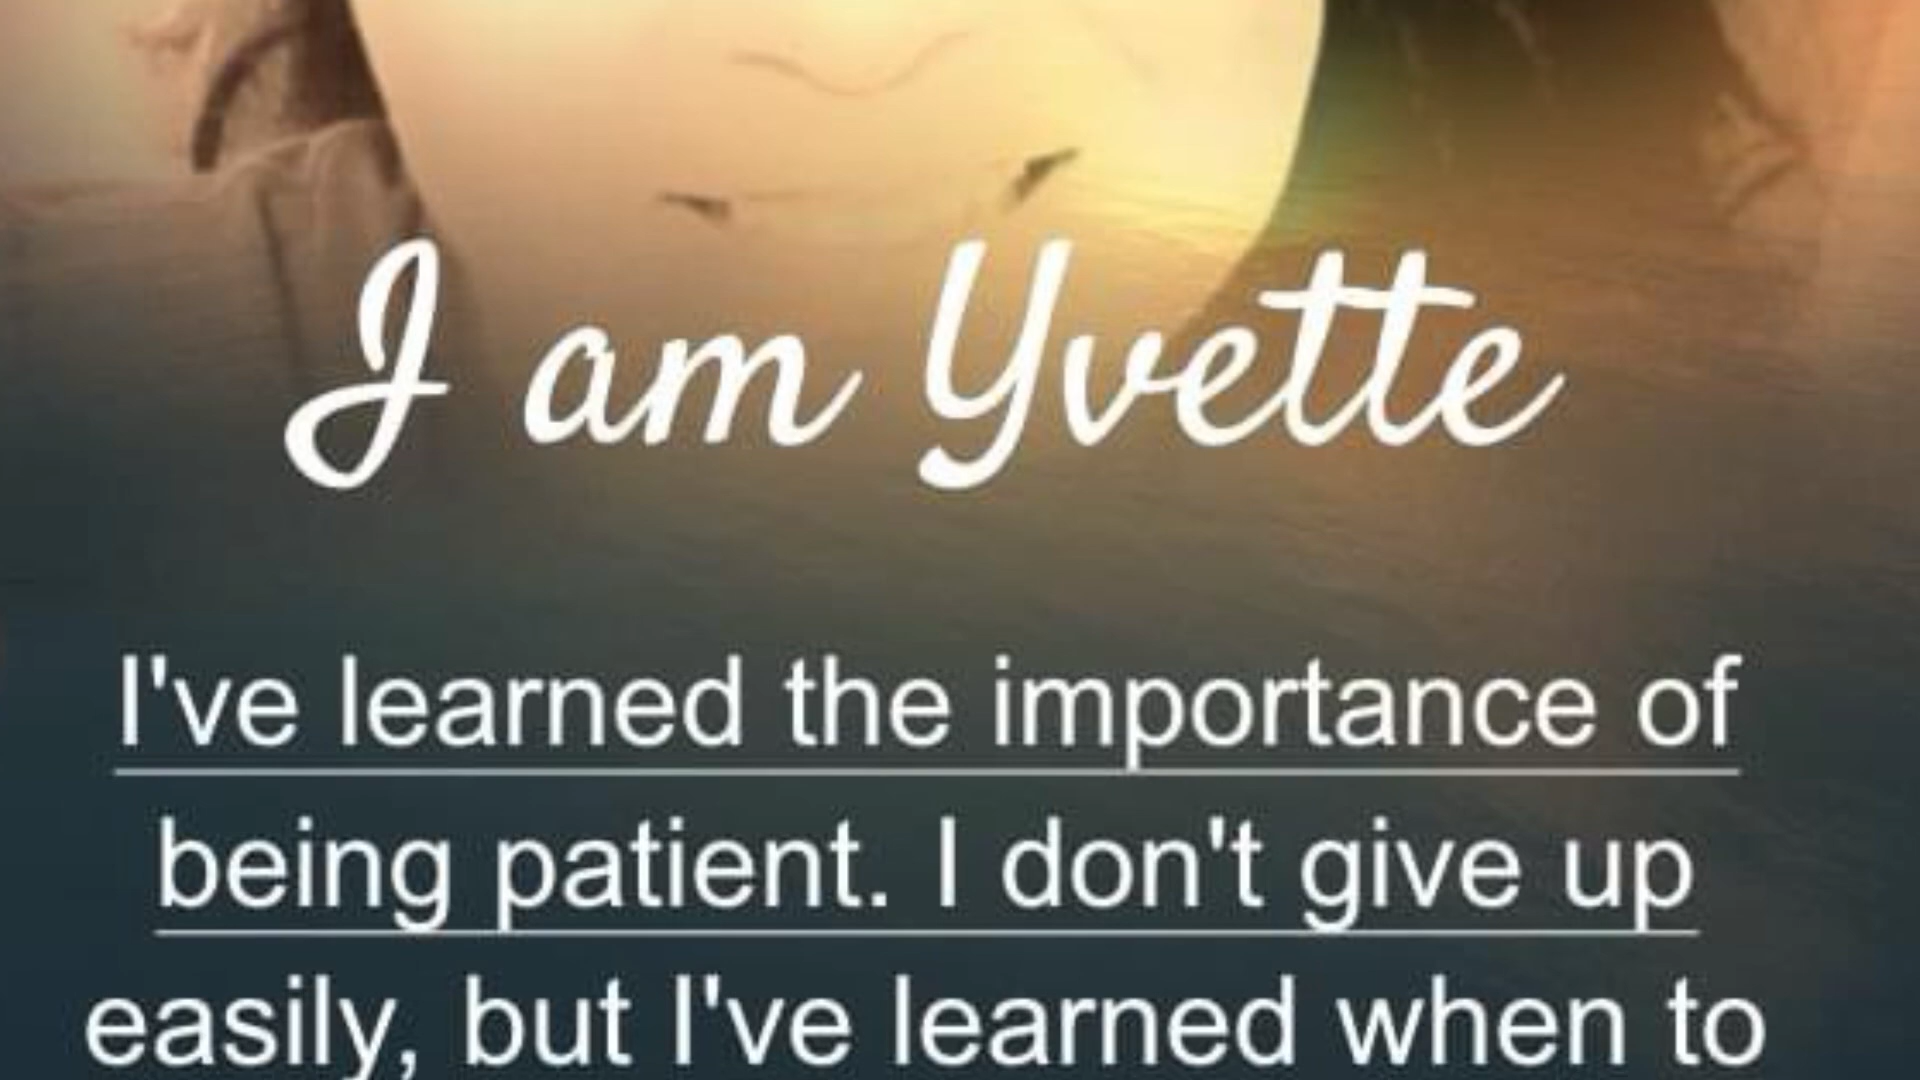 I am Yvette
I've learned the importance of
being patient. I don't give up
easily, but I've learned when to